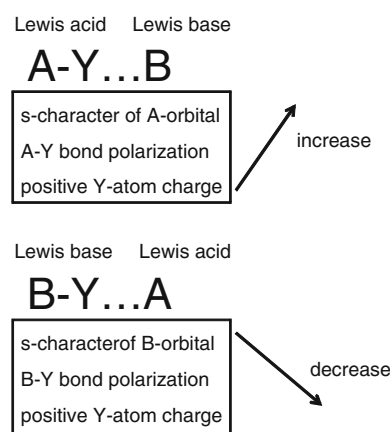 Lewis acid Lewis base
A-Y...B
s-character of A-orbital
A-Y bond polarization
positive Y-atom charge
increase
Lewis base Lewis acid
B-Y...A
s-characterof B-orbital
B-Y bond polarization
positive Y-atom charge
decrease